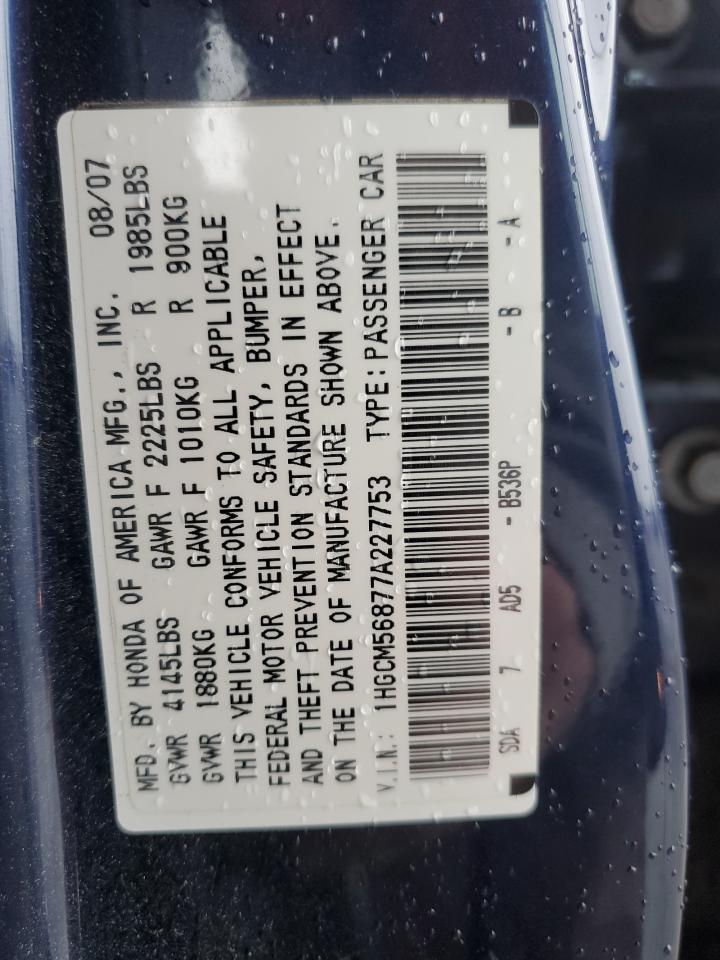 MFD. BY HONDA OF AMERICA MFG., INC. 08/07
GVWR 4145LBS GAWR F 2225LBS R 1985LBS
GVWR 1880KG GAWR F 1010KG R 900KG
THIS VEHICLE CONFORMS TO ALL APPLICABLE
FEDERAL MOTOR VEHICLE SAFETY, BUMPER,
AND THEFT PREVENTION STANDARDS IN EFFECT
ON THE DATE OF MANUFACTURE SHOWN ABOVE.
V.I.N.: 1HGCM56877A227753 TYPE:PASSENGER CAR
SDA 7 AD5 - B536P - B - A